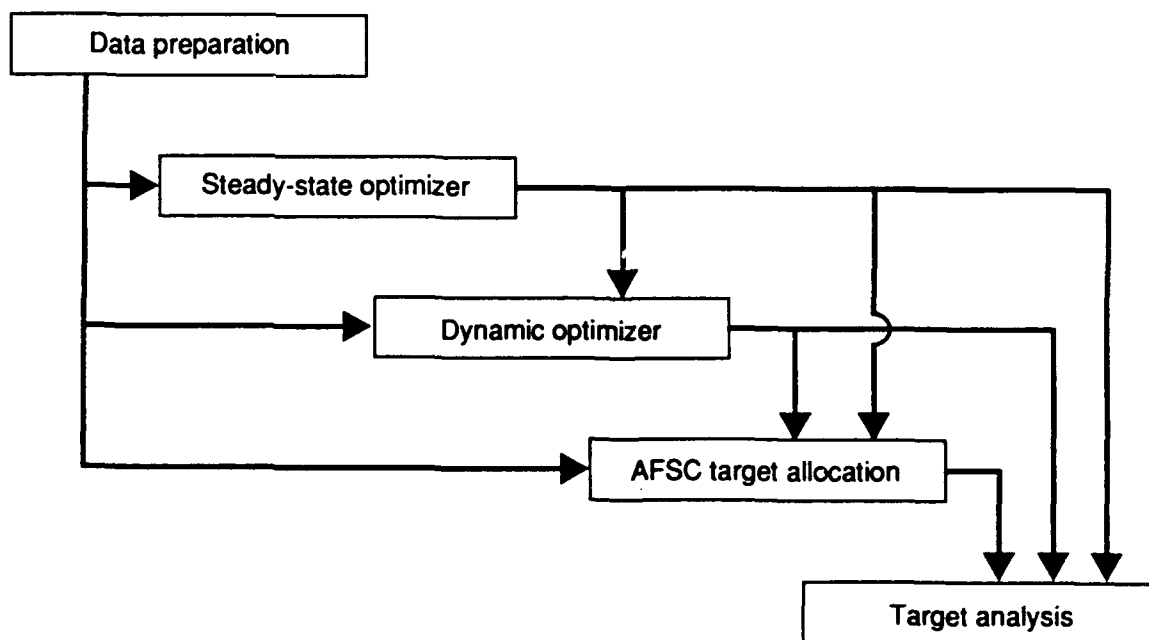 Data preparation
Steady-state optimizer
Dynamic optimizer
AFSC target allocation
Target analysis